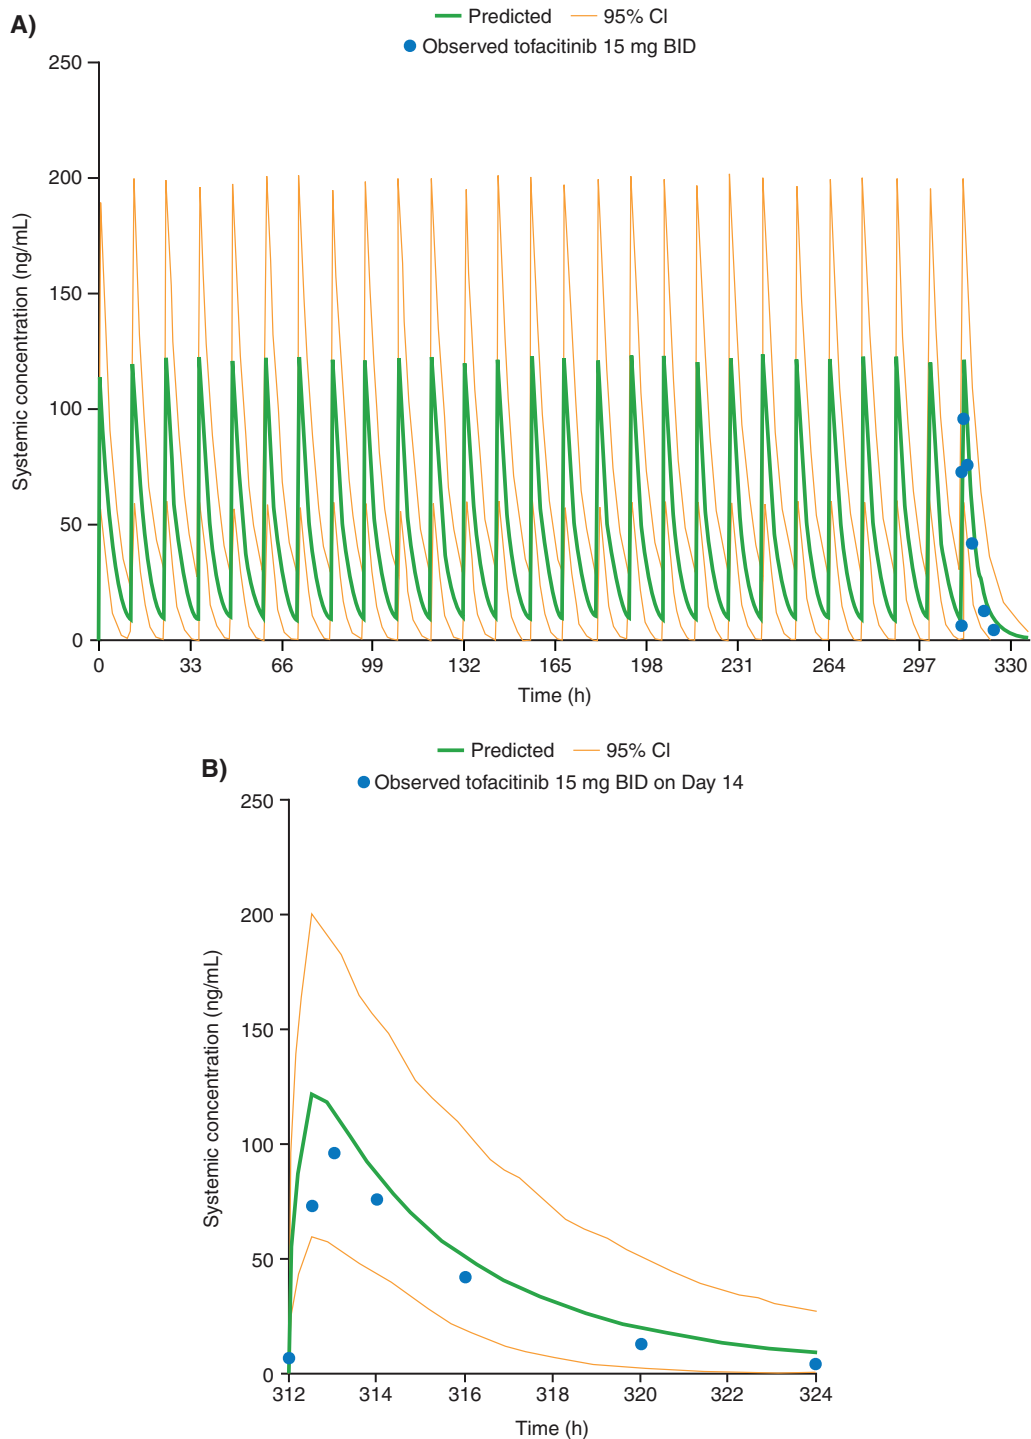 A)
Predicted 95% CI
Observed tofacitinib 15 mg BID
250
200
150
100
50
0
Systemic concentration (ng/mL)
0 33 66 99 132 165 198 231 264 297 330
Time (h)
B)
Predicted 95% CI
Observed tofacitinib 15 mg BID on Day 14
250
200
150
100
50
0
Systemic concentration (ng/mL)
312 314 316 318 320 322 324
Time (h)